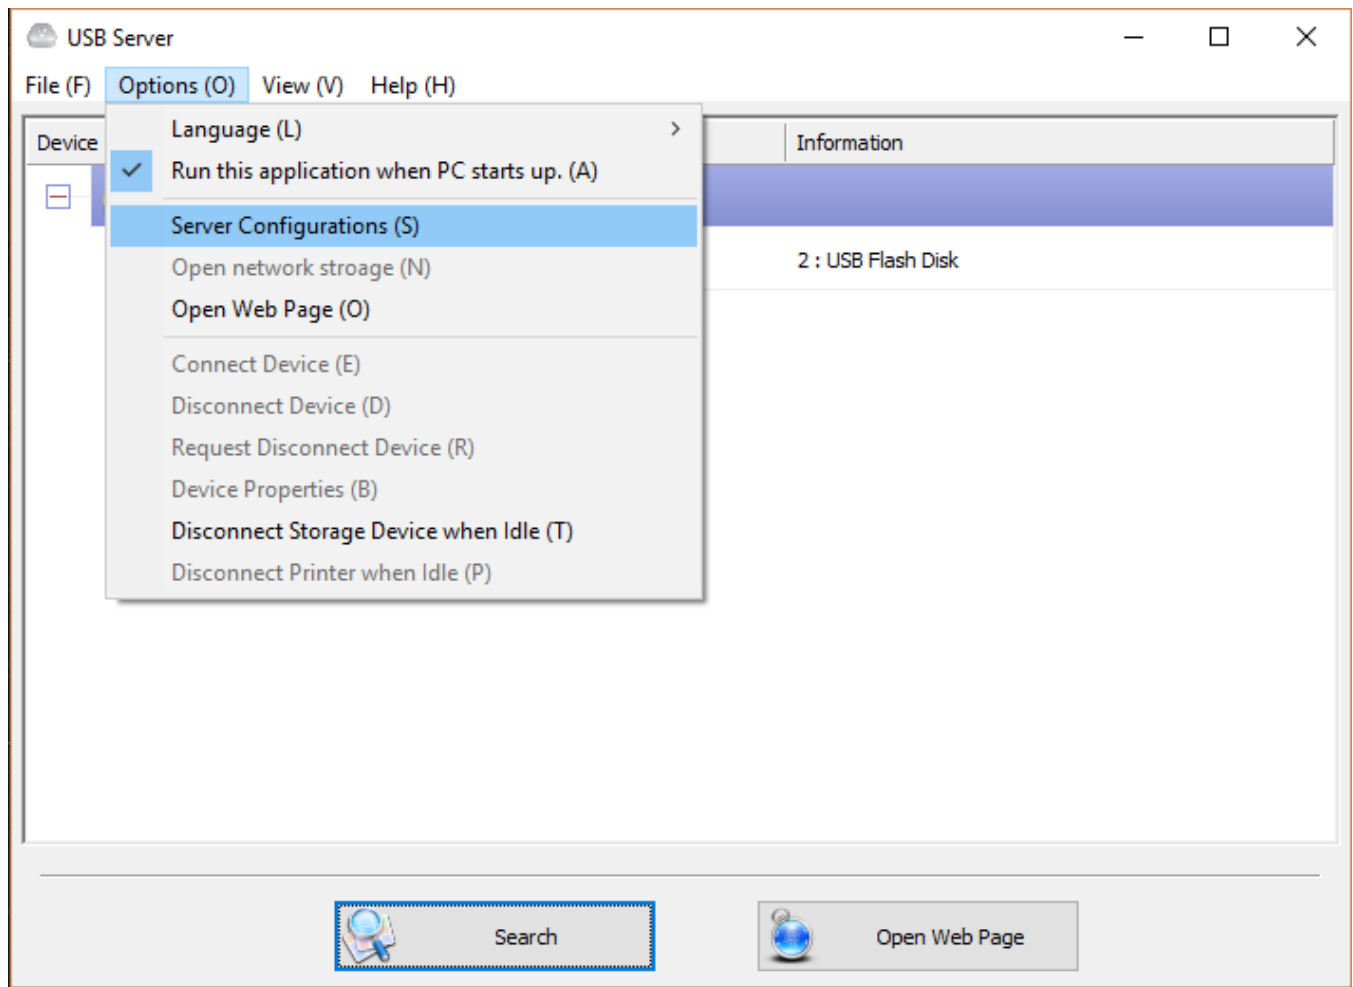 USB Server
File (F) Options (O) View (V) Help (H)
Device Information
Language (L)
Run this application when PC starts up. (A)
Server Configurations (S)
Open network stroage (N)
2 : USB Flash Disk
Open Web Page (O)
Connect Device (E)
Disconnect Device (D)
Request Disconnect Device (R)
Device Properties (B)
Disconnect Storage Device when Idle (T)
Disconnect Printer when Idle (P)
Search Open Web Page